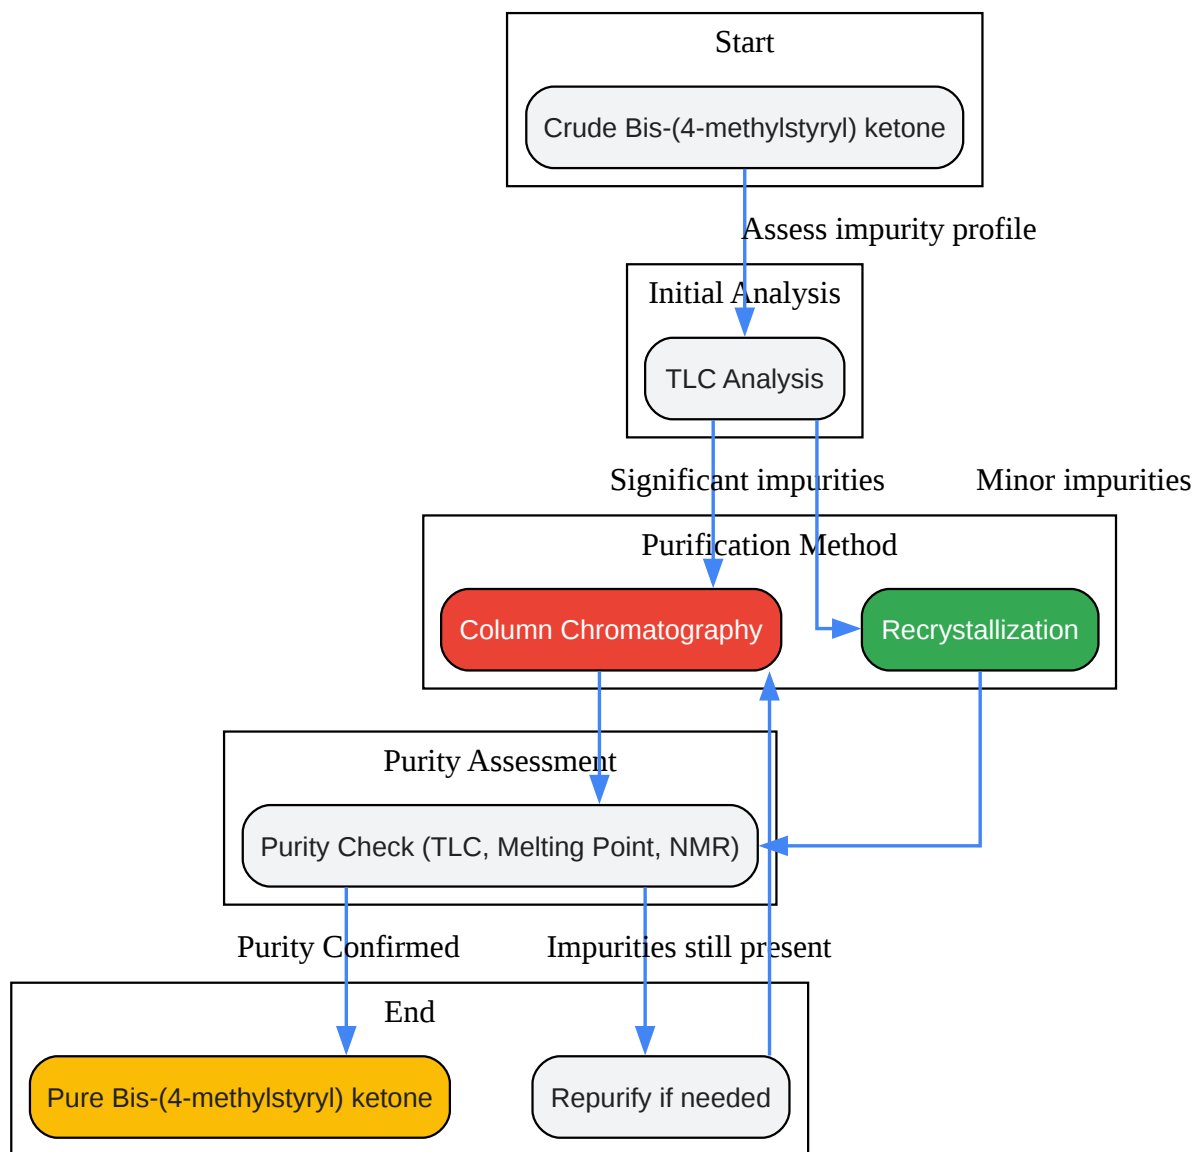 Start
Crude Bis-(4-methylstyryl) ketone
Assess impurity profile
Initial Analysis
TLC Analysis
Significant impurities
Minor impurities
Purification Method
Column Chromatography
Recrystallization
Purity Assessment
Purity Check (TLC, Melting Point, NMR)
Purity Confirmed
Impurities still present
End
Pure Bis-(4-methylstyryl) ketone
Repurify if needed